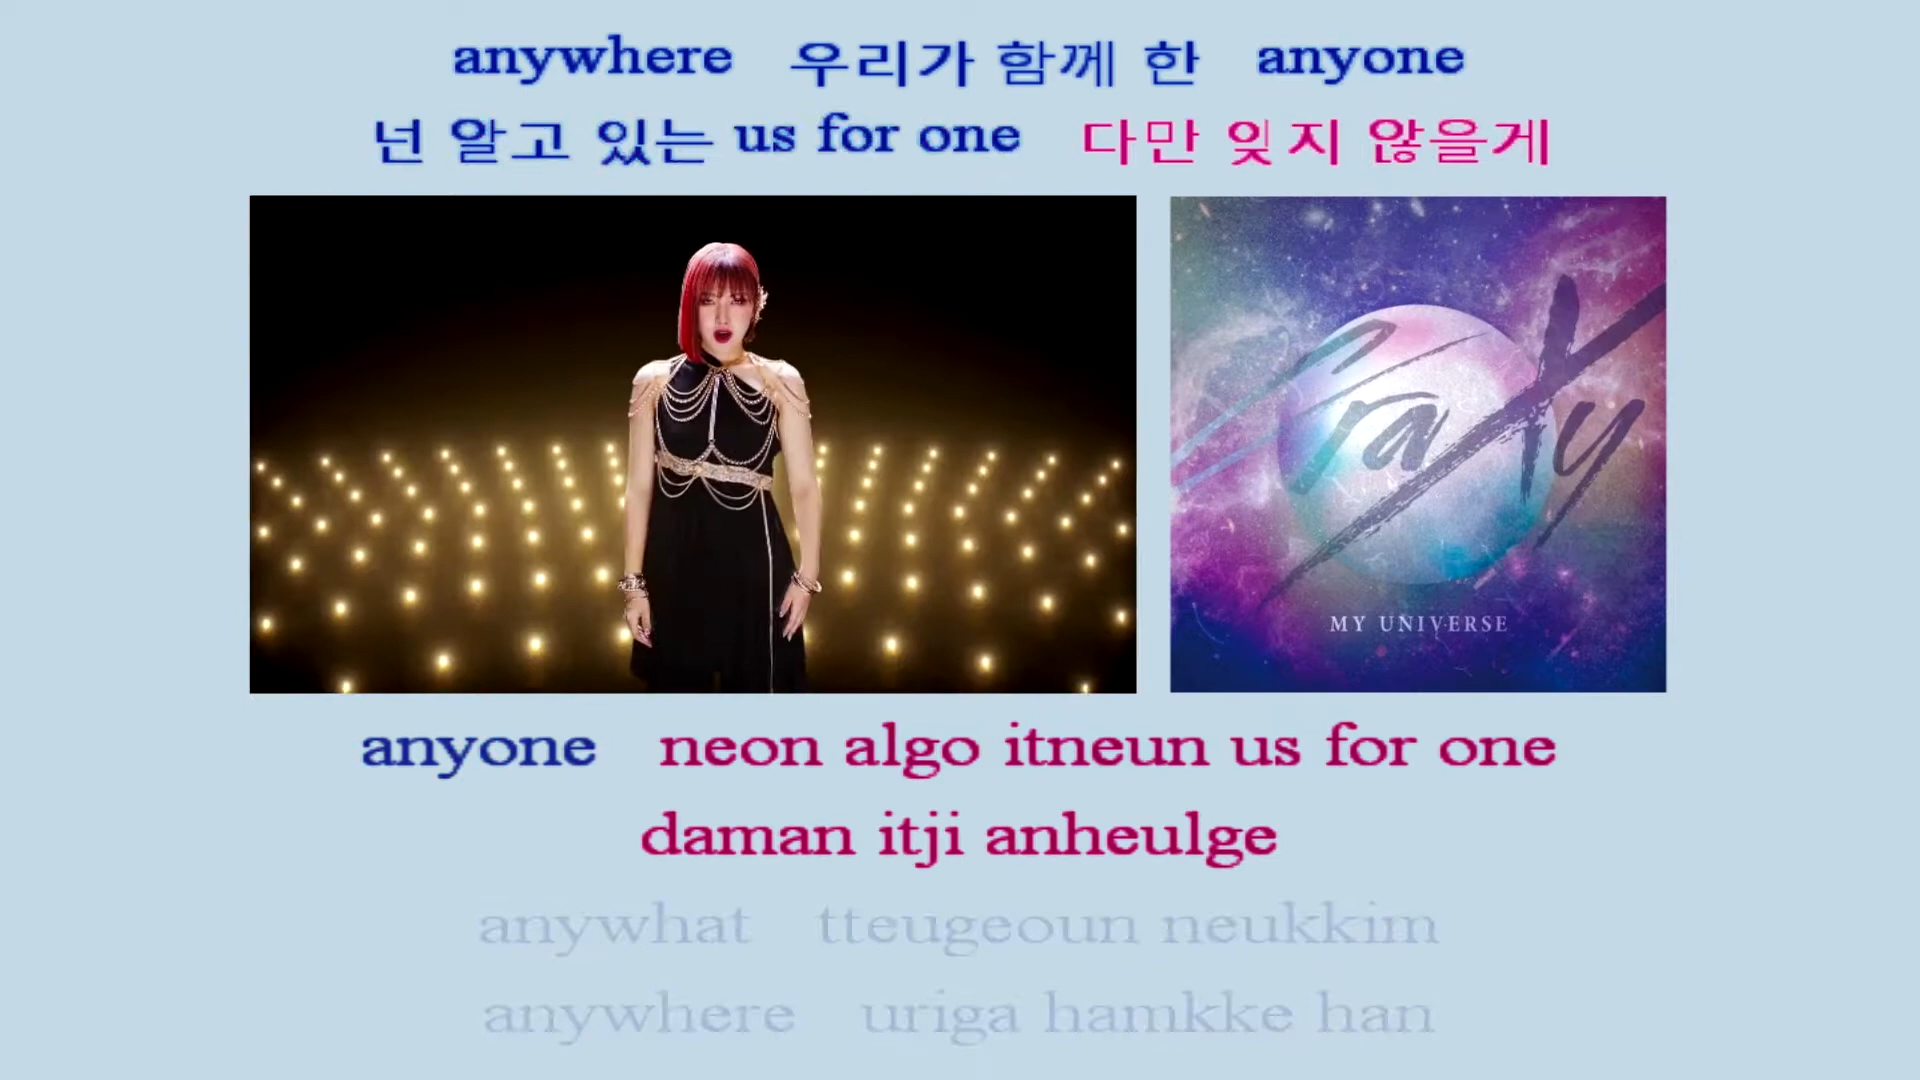 anywhere 우리가 함께 한 anyone
넌 알고 있는 us for one 다만 잊지 않을게
CraXy
MY UNIVERSE
anyone neon algo itneun us for one
daman itji anheulge
anywhat tteugeoun neukkim
anywhere uriga hamkke han